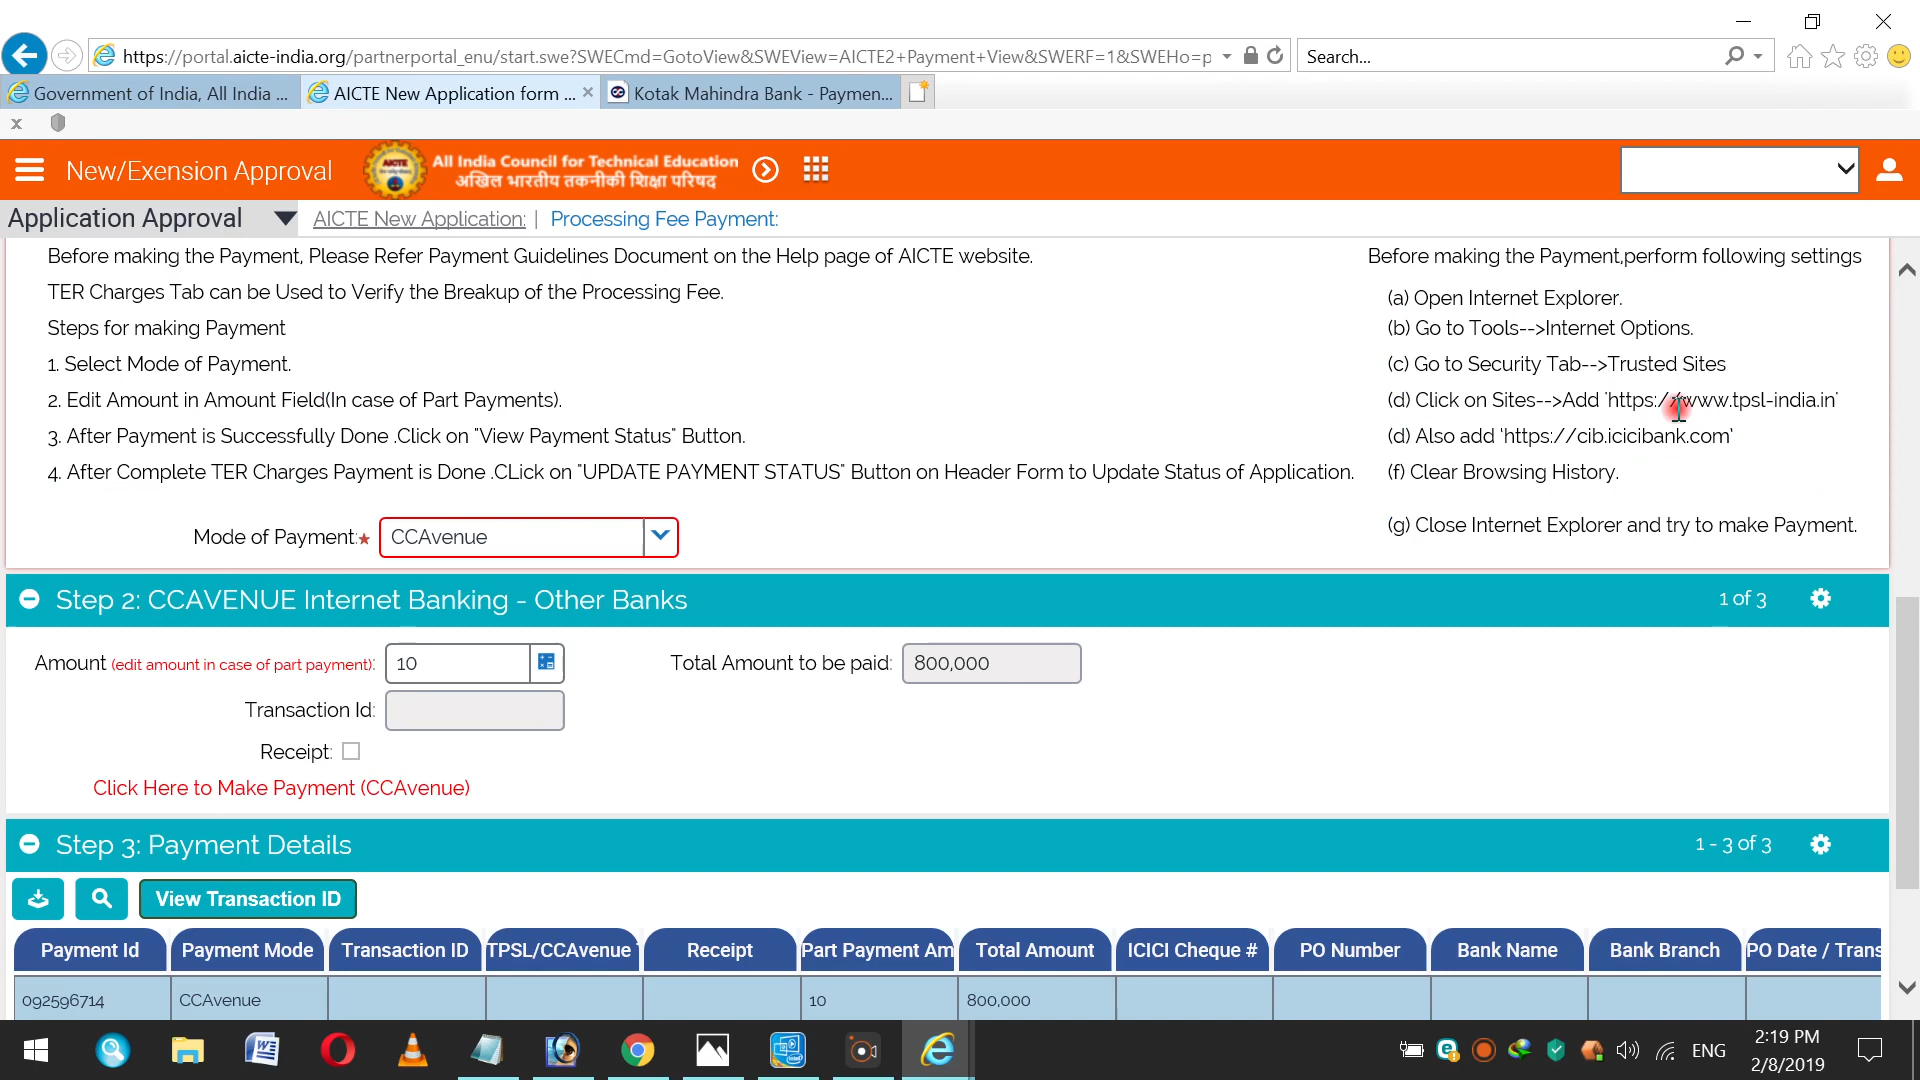 https://portal.aicte-india.org/partnerportal_enu/start.swe?SWECmd=GotoView&SWEView=AICTE2+Payment+View&SWERF=1&SWEHo=p
Search...
Government of India, All India ...
AICTE New Application form ...
Kotak Mahindra Bank - Paymen...
x
New/Exension Approval
AICTE
All India Council for Technical Education
अखिल भारतीय तकनीकी शिक्षा परिषद
Application Approval
AICTE New Application: |
Processing Fee Payment:
Before making the Payment, Please Refer Payment Guidelines Document on the Help page of AICTE website.
TER Charges Tab can be Used to Verify the Breakup of the Processing Fee.
Steps for making Payment
1. Select Mode of Payment.
2. Edit Amount in Amount Field(In case of Part Payments).
3. After Payment is Successfully Done .Click on "View Payment Status" Button.
4. After Complete TER Charges Payment is Done .CLick on "UPDATE PAYMENT STATUS" Button on Header Form to Update Status of Application.
Before making the Payment,perform following settings
(a) Open Internet Explorer.
(b) Go to Tools-->Internet Options.
(c) Go to Security Tab-->Trusted Sites
(d) Click on Sites-->Add 'https://www.tpsl-india.in'
(d) Also add 'https://cib.icicibank.com'
(f) Clear Browsing History.
(g) Close Internet Explorer and try to make Payment.
Mode of Payment:★ CCAvenue
Step 2: CCAVENUE Internet Banking - Other Banks
1 of 3
Amount (edit amount in case of part payment): 10
Total Amount to be paid: 800,000
Transaction Id:
Receipt:
Click Here to Make Payment (CCAvenue)
Step 3: Payment Details
1 - 3 of 3
View Transaction ID
Payment Id Payment Mode Transaction ID TPSL/CCAvenue Receipt Part Payment Am Total Amount ICICI Cheque # PO Number Bank Name Bank Branch PO Date / Trans
092596714 CCAvenue 10 800,000
ENG
2:19 PM
2/8/2019